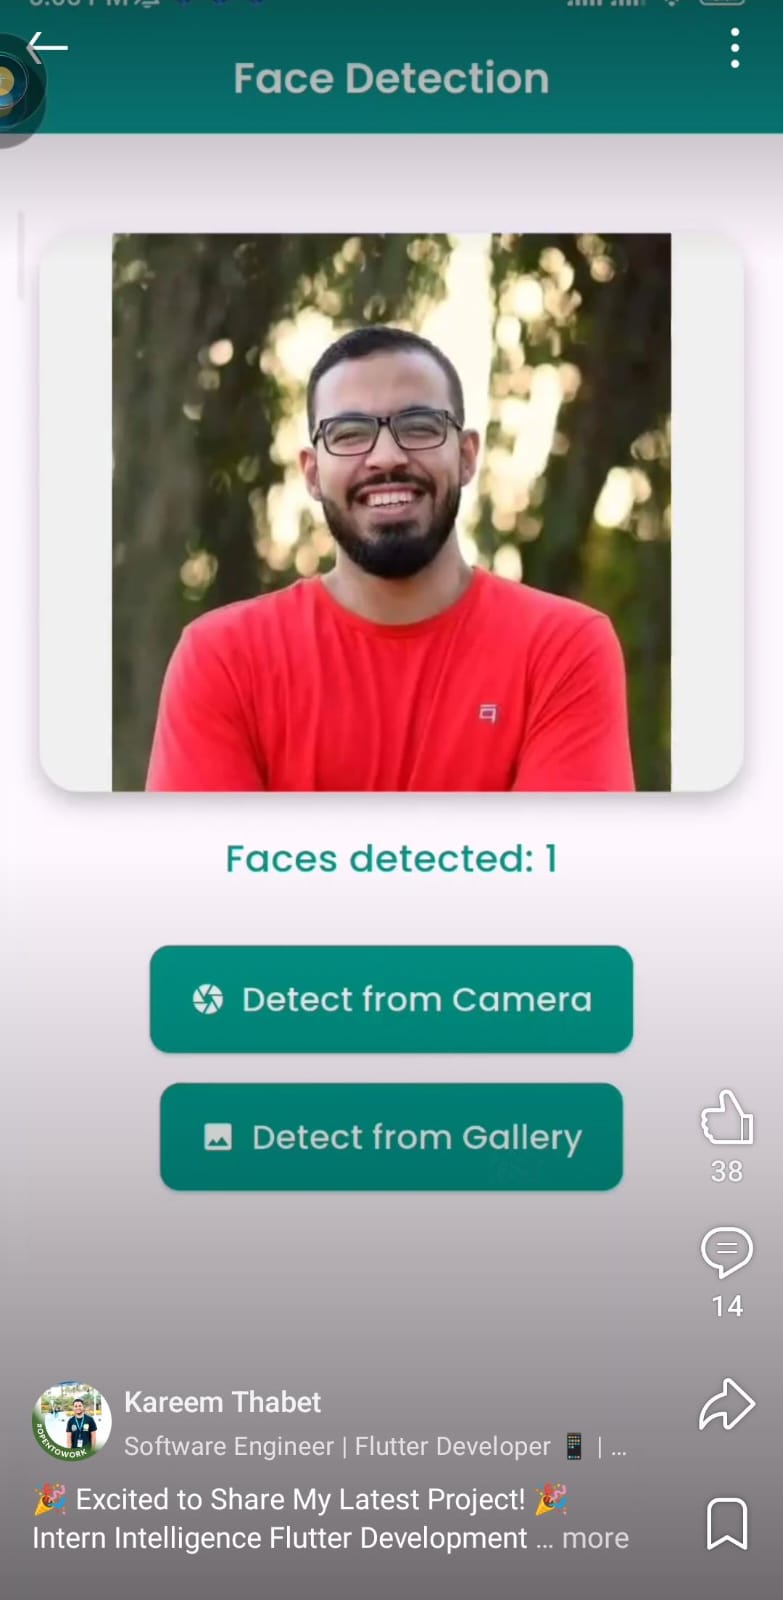 Face Detection
Faces detected: 1
Detect from Camera
Detect from Gallery
38
14
Kareem Thabet
#OPENTOWORK
Software Engineer | Flutter Developer 📱 | ...
🎉 Excited to Share My Latest Project! 🎉
Intern Intelligence Flutter Development ... more